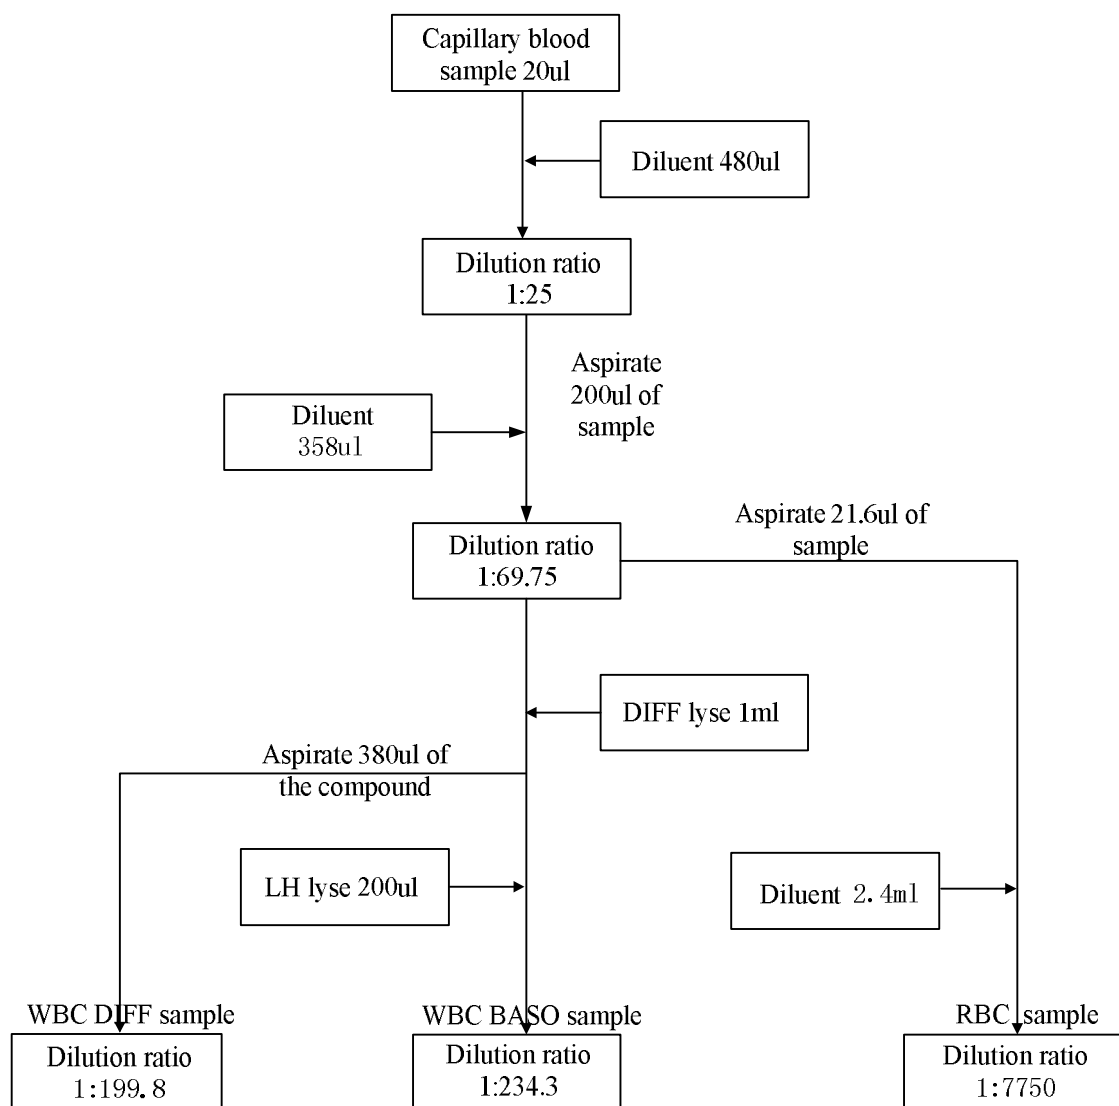 Capillary blood
sample 20ul
Diluent 480ul
Dilution ratio
1:25
Aspirate
200ul of
sample
Diluent
358ul
Aspirate 21.6ul of
sample
Dilution ratio
1:69.75
DIFF lyse 1ml
Aspirate 380ul of
the compound
LH lyse 200ul
Diluent 2.4ml
WBC DIFF sample
Dilution ratio
1:199.8
WBC BASO sample
Dilution ratio
1:234.3
RBC sample
Dilution ratio
1:7750